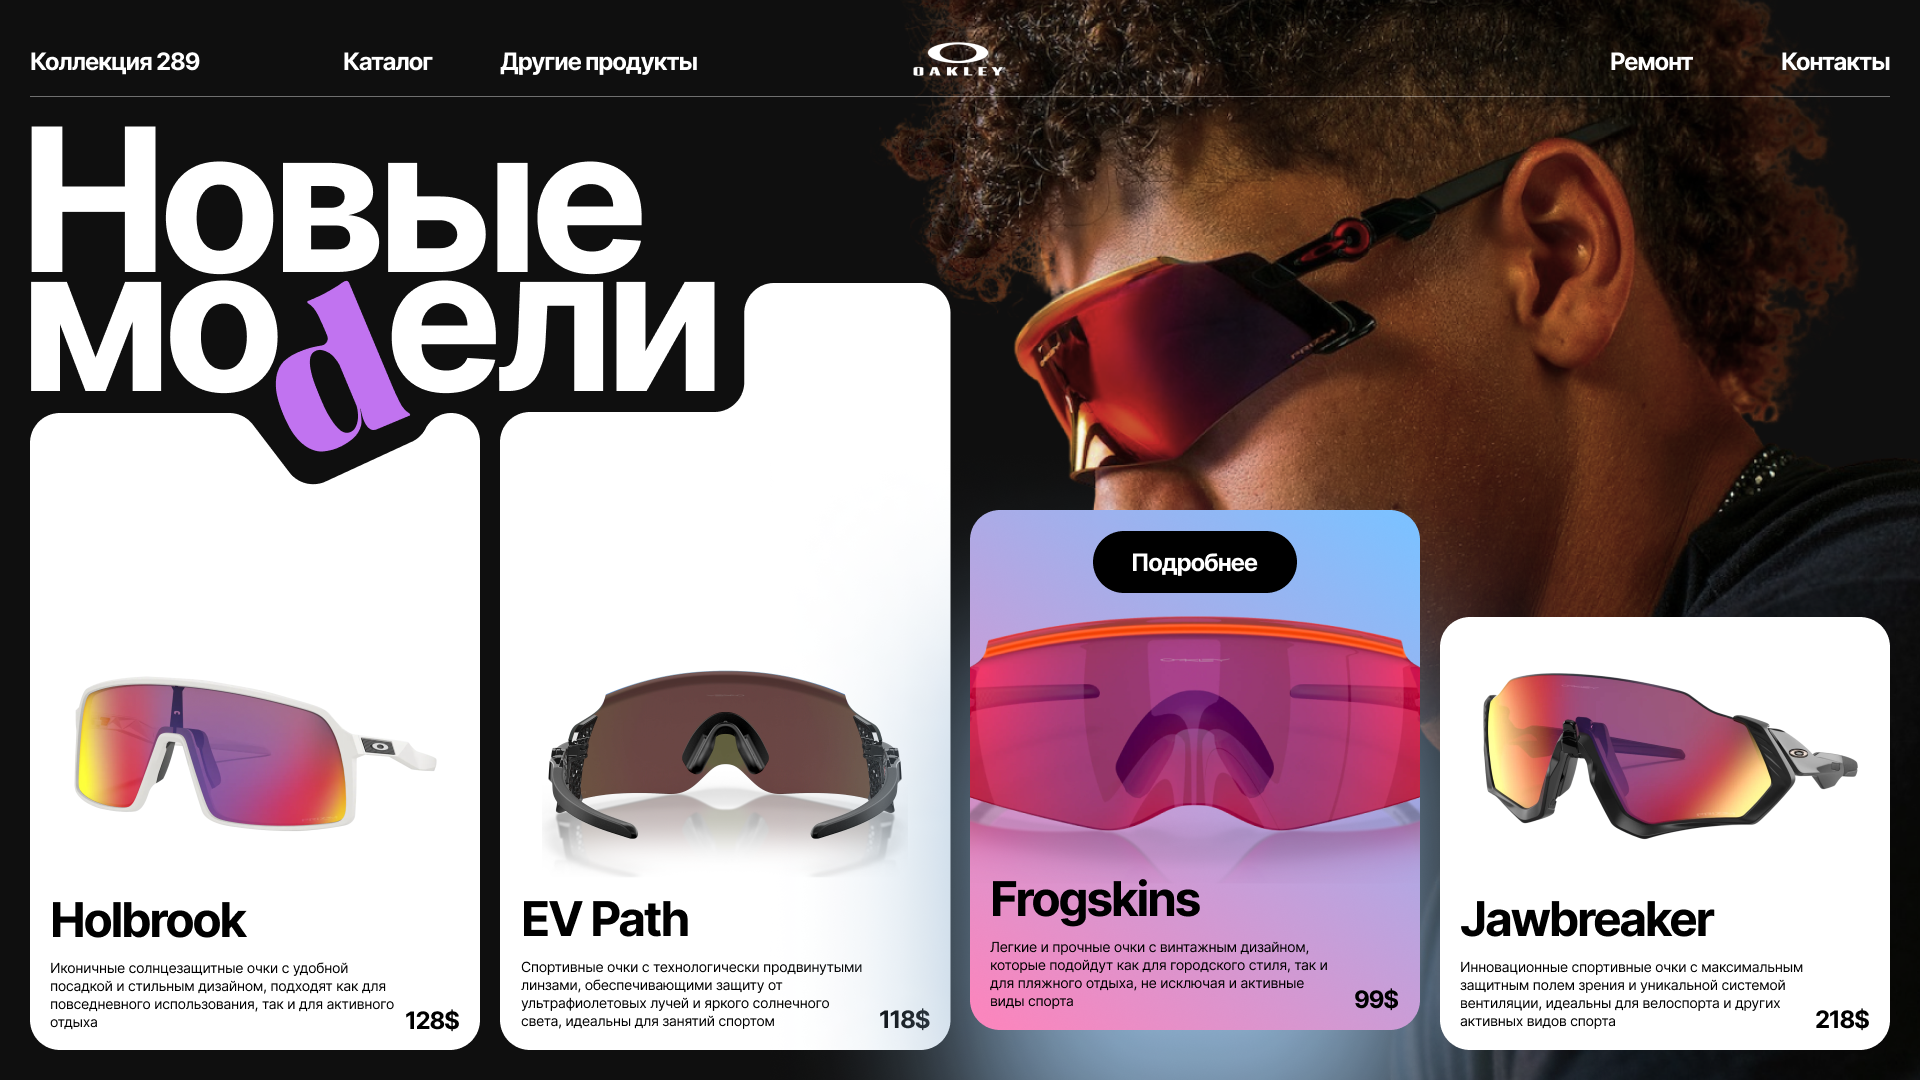 Коллекция 289
Каталог
Другие продукты
OAKLEY
Ремонт
Контакты
Новые
моdели
Подробнее
OAKLEY
Holbrook
Иконичные солнцезащитные очки с удобной
посадкой и стильным дизайном, подходят как для
повседневного использования, так и для активного
отдыха
128$
EV Path
Спортивные очки с технологически продвинутыми
линзами, обеспечивающими защиту от
ультрафиолетовых лучей и яркого солнечного
света, идеальны для занятий спортом
118$
Frogskins
Легкие и прочные очки с винтажным дизайном,
которые подойдут как для городского стиля, так и
для пляжного отдыха, не исключая и активные
виды спорта
99$
Jawbreaker
Инновационные спортивные очки с максимальным
защитным полем зрения и уникальной системой
вентиляции, идеальны для велоспорта и других
активных видов спорта
218$